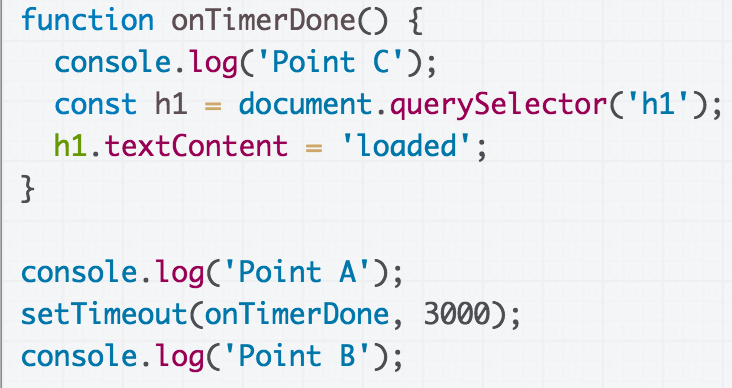 function onTimerDone() {
  console.log('Point C');
  const h1 = document.querySelector('h1');
  h1.textContent = 'loaded';
}

console.log('Point A');
setTimeout(onTimerDone, 3000);
console.log('Point B');